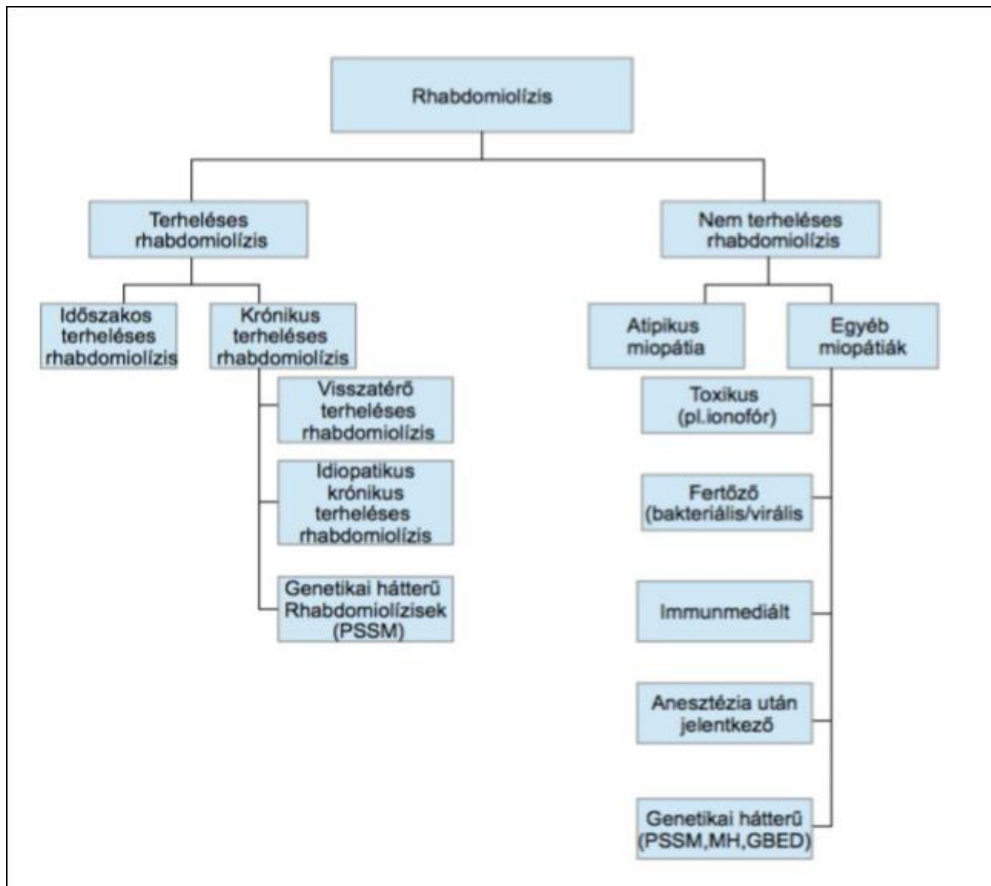 Rhabdomiolízis
Terheléses
rhabdomiolízis
Nem terheléses
rhabdomiolízis
Időszakos
terheléses
rhabdomiolízis
Krónikus
terheléses
rhabdomiolízis
Atipikus
miopátia
Egyéb
miopátiák
Visszatérő
terheléses
rhabdomiolízis
Idiopatikus
krónikus
terheléses
rhabdomiolízis
Genetikai hátterű
Rhabdomiolízisek
(PSSM)
Toxikus
(pl.ionofór)
Fertőző
(bakteriális/virális
Immunmediált
Anesztézia után
jelentkező
Genetikai hátterű
(PSSM,MH,GBED)